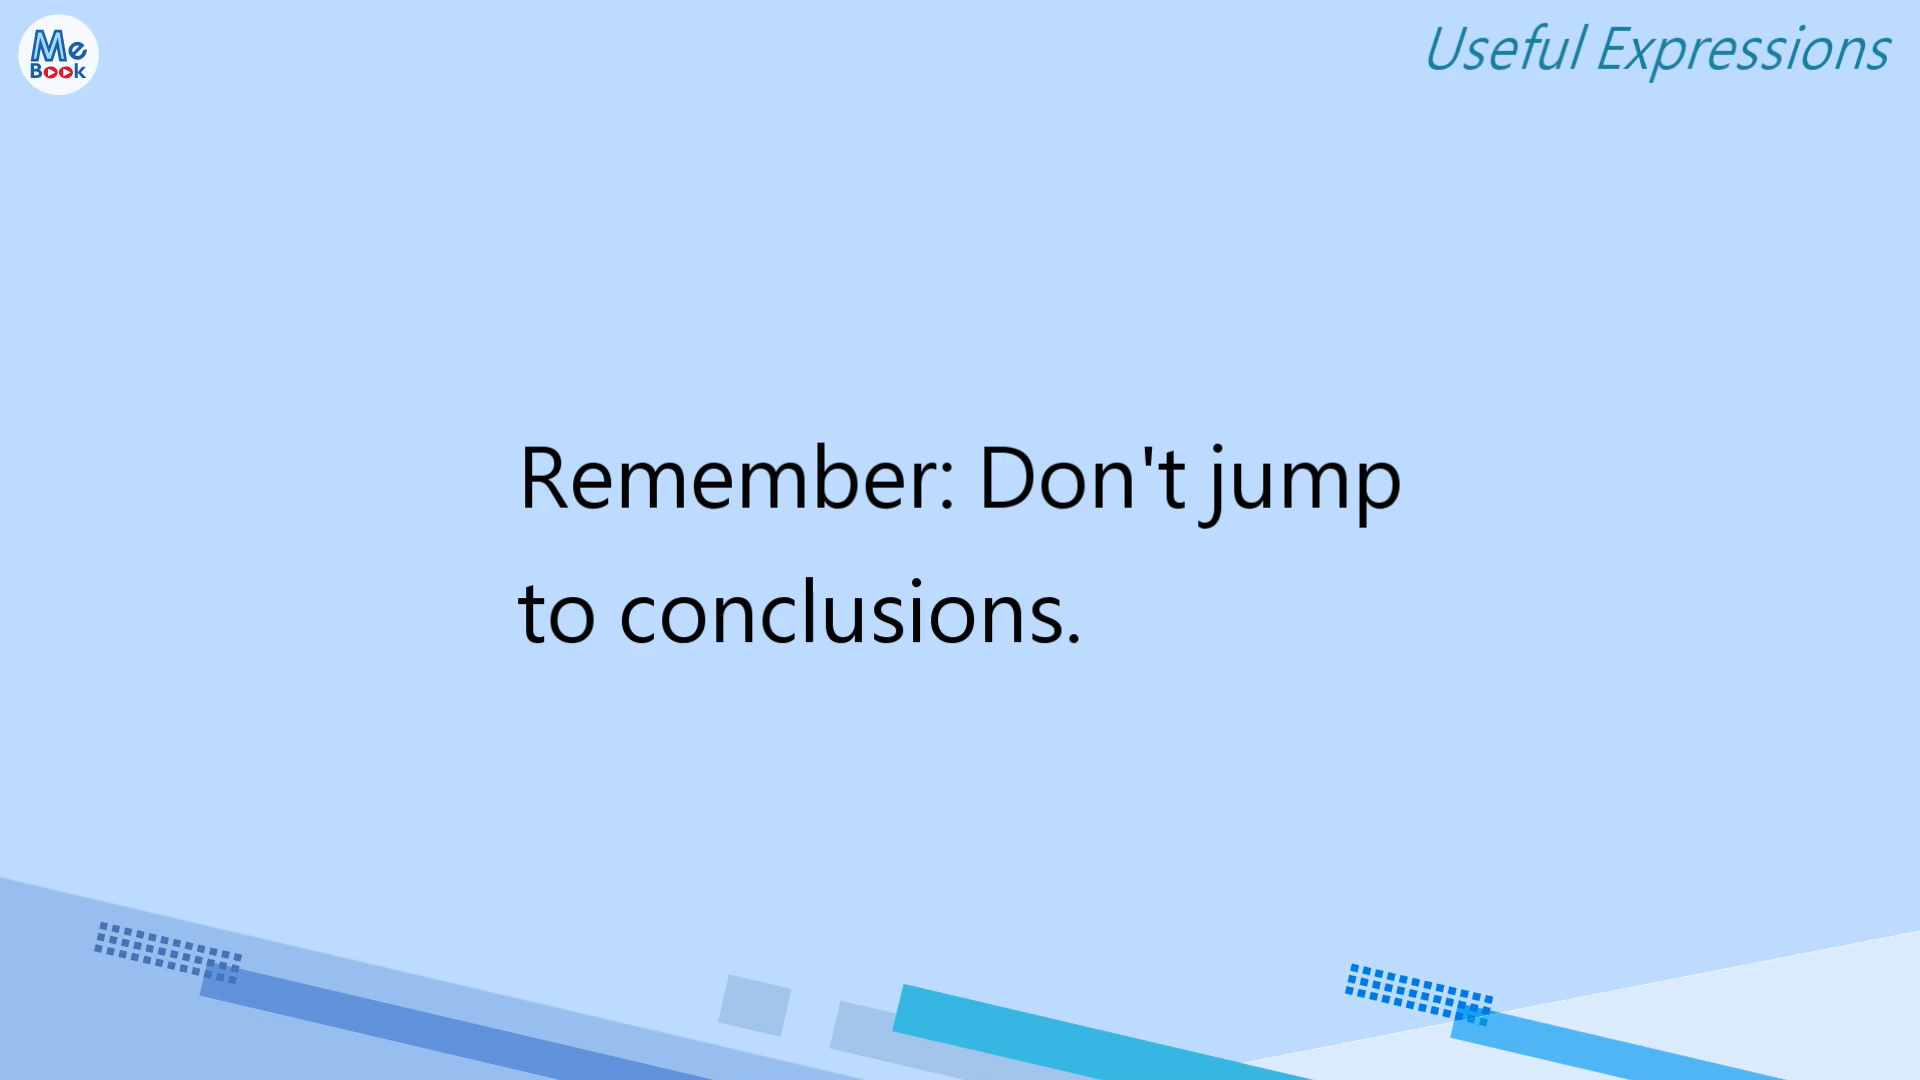 Me
Book
Useful Expressions
Remember: Don't jump
to conclusions.